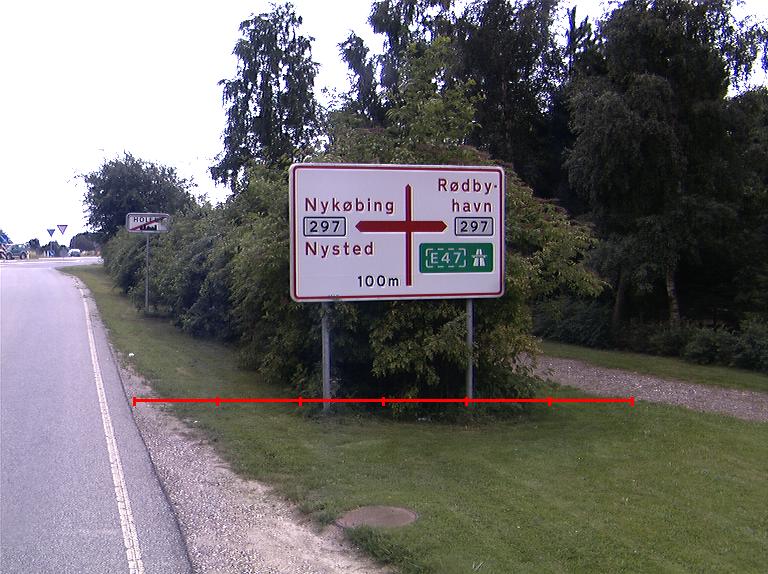 Nykøbing
297
Nysted
Rødby-
havn
297
E47
100m